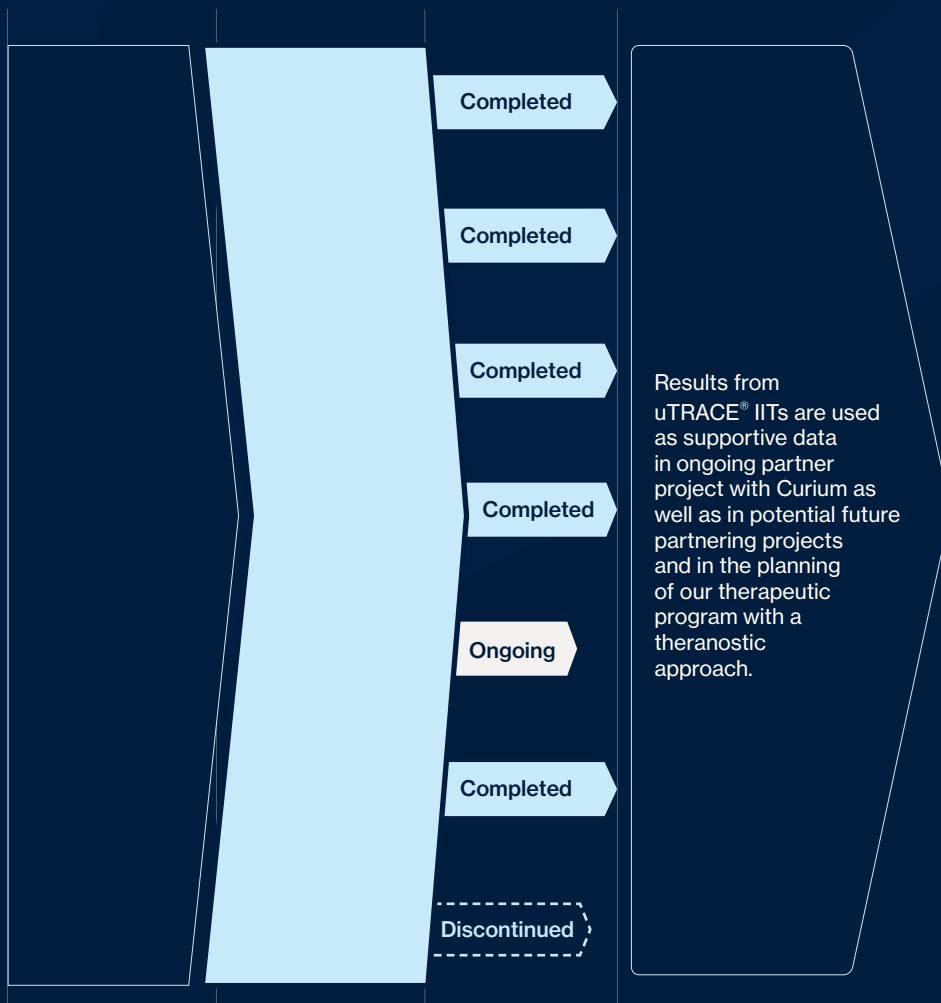 Completed
Completed
Completed
Completed
Ongoing
Completed
Discontinued
Results from
uTRACE® IITs are used
as supportive data
in ongoing partner
project with Curium as
well as in potential future
partnering projects
and in the planning
of our therapeutic
program with a
theranostic
approach.